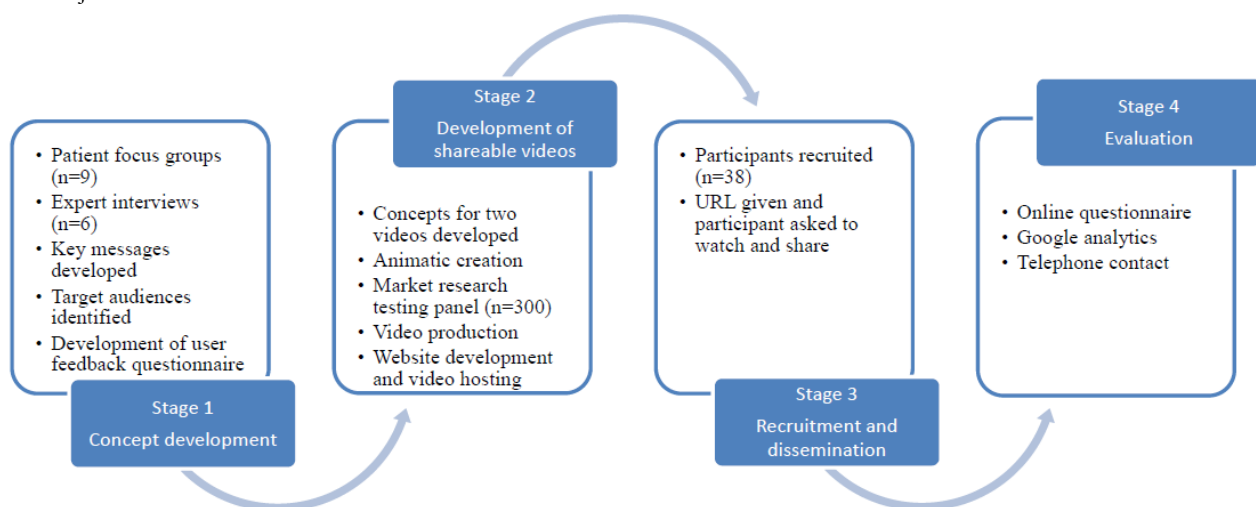 • Patient focus groups
(n=9)
• Expert interviews
(n=6)
• Key messages
developed
• Target audiences
identified
• Development of user
feedback questionnaire
Stage 1
Concept development
Stage 2
Development of
shareable videos
• Concepts for two
videos developed
• Animatic creation
• Market research
testing panel (n=300)
• Video production
• Website development
and video hosting
• Participants recruited
(n=38)
• URL given and
participant asked to
watch and share
Stage 3
Recruitment and
dissemination
Stage 4
Evaluation
• Online questionnaire
• Google analytics
• Telephone contact